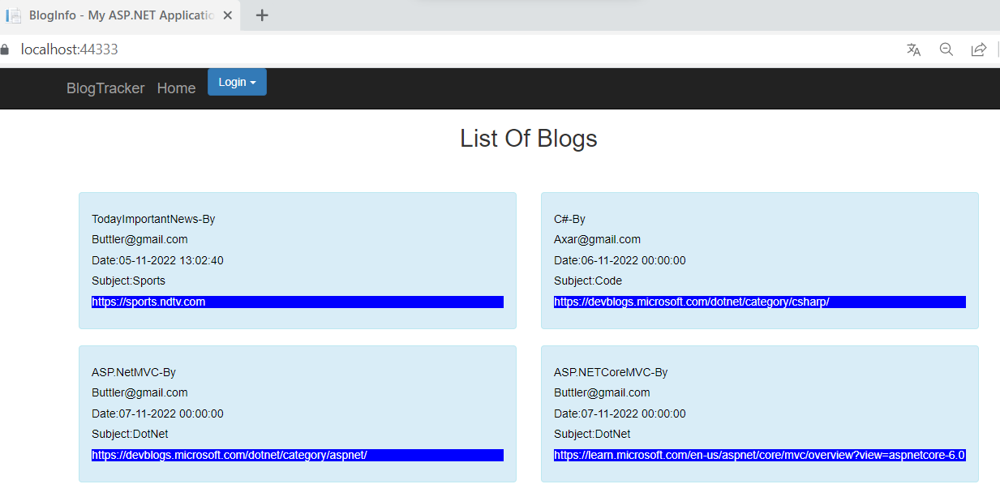 BlogInfo - My ASP.NET Applicatio
localhost:44333
BlogTracker Home Login
List Of Blogs
TodayImportantNews-By
Buttler@gmail.com
Date:05-11-2022 13:02:40
Subject:Sports
https://sports.ndtv.com
C#-By
Axar@gmail.com
Date:06-11-2022 00:00:00
Subject:Code
https://devblogs.microsoft.com/dotnet/category/csharp/
ASP.NetMVC-By
Buttler@gmail.com
Date:07-11-2022 00:00:00
Subject:DotNet
https://devblogs.microsoft.com/dotnet/category/aspnet/
ASP.NETCoreMVC-By
Buttler@gmail.com
Date:07-11-2022 00:00:00
Subject:DotNet
https://learn.microsoft.com/en-us/aspnet/core/mvc/overview?view=aspnetcore-6.0